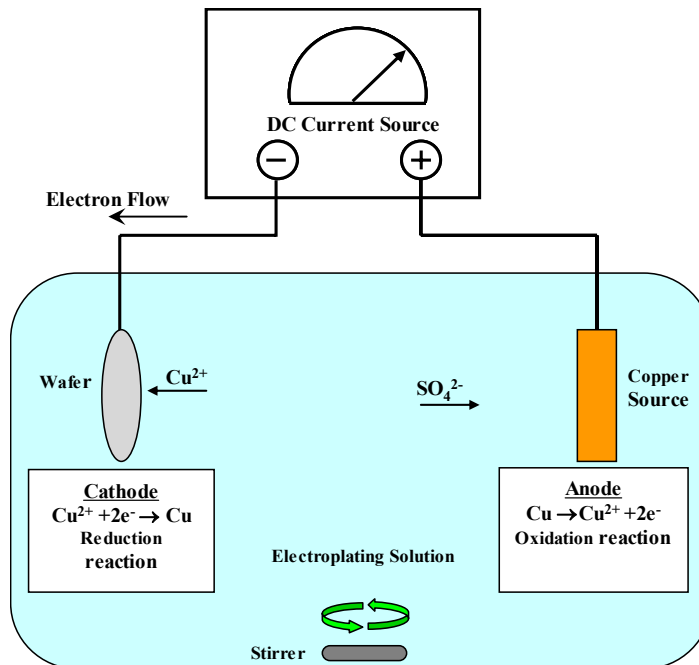 DC Current Source
− +
Electron Flow
Wafer
Cu²⁺
SO₄²⁻
Copper
Source
Cathode
Cu²⁺ +2e⁻ → Cu
Reduction
reaction
Anode
Cu →Cu²⁺ +2e⁻
Oxidation reaction
Electroplating Solution
Stirrer